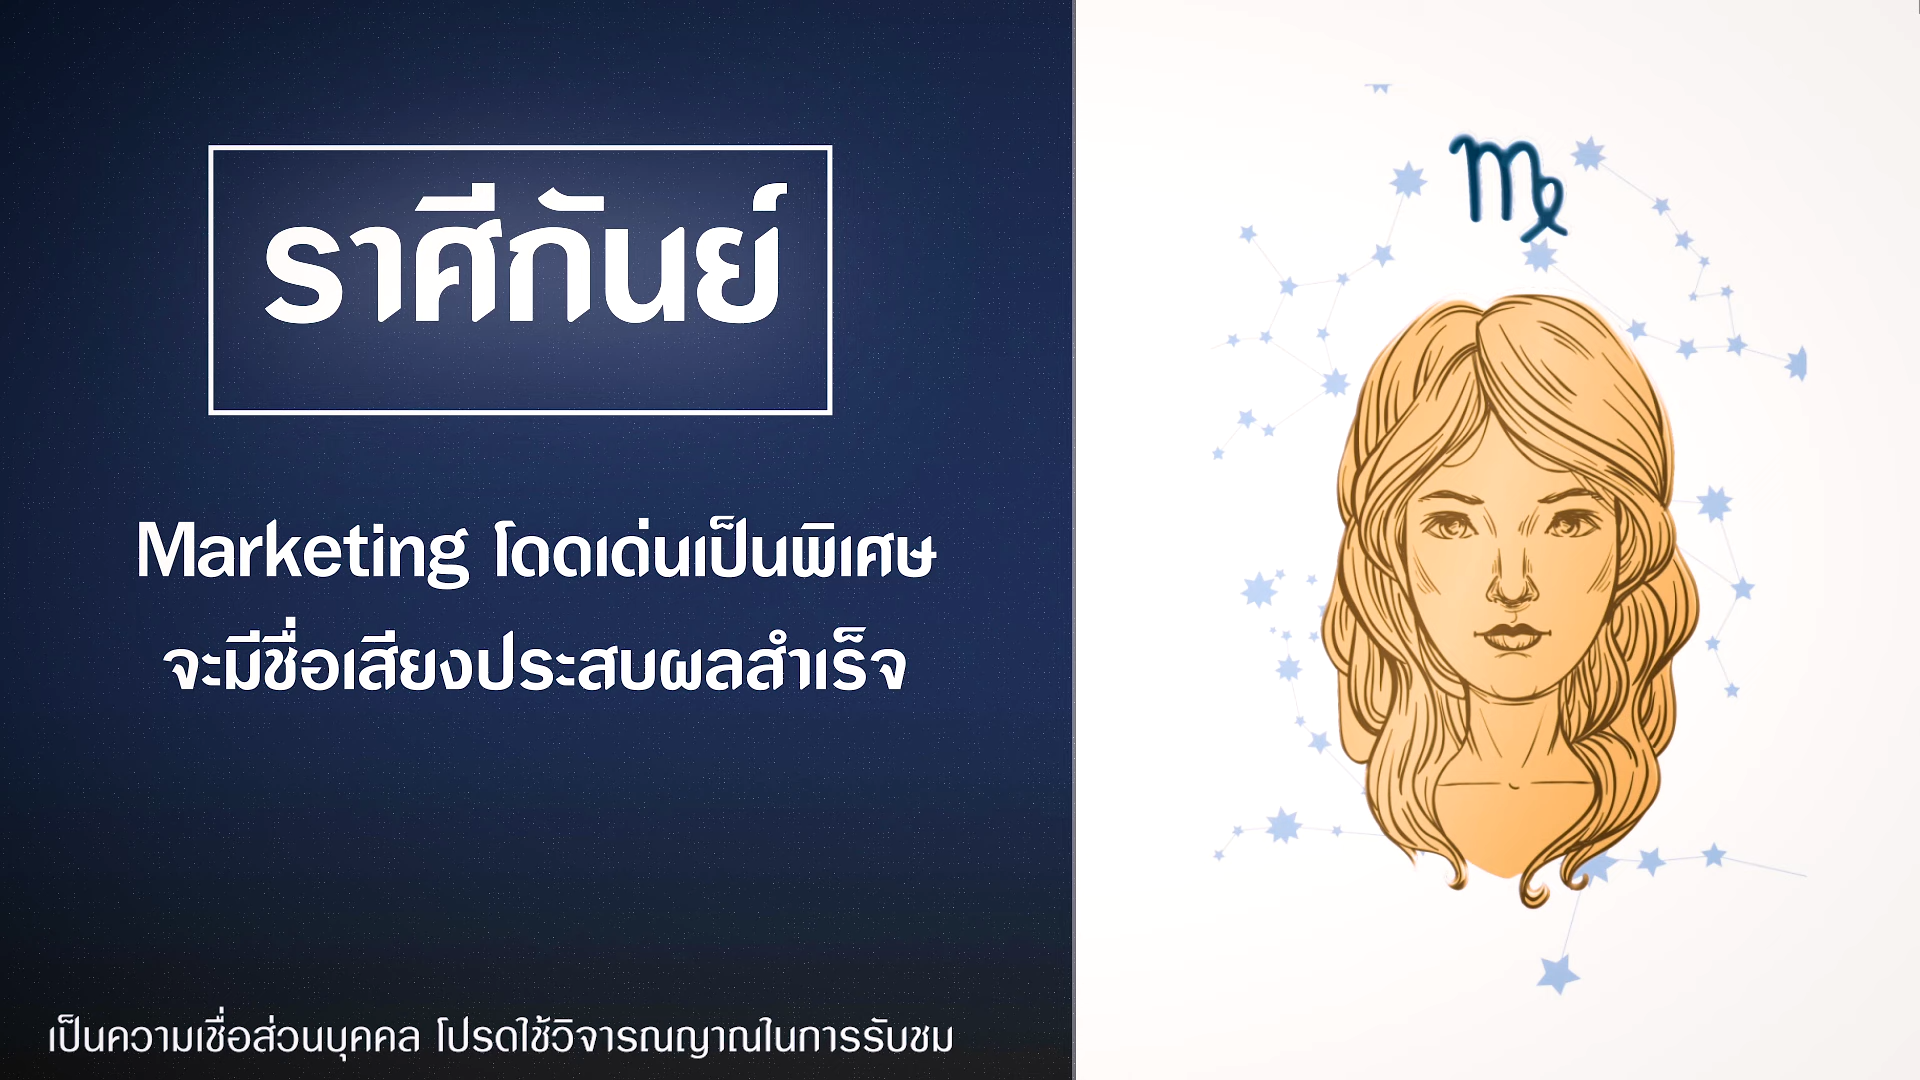 ราศีกันย์
Marketing โดดเด่นเป็นพิเศษ
จะมีชื่อเสียงประสบผลสำเร็จ
เป็นความเชื่อส่วนบุคคล โปรดใช้วิจารณญาณในการรับชม